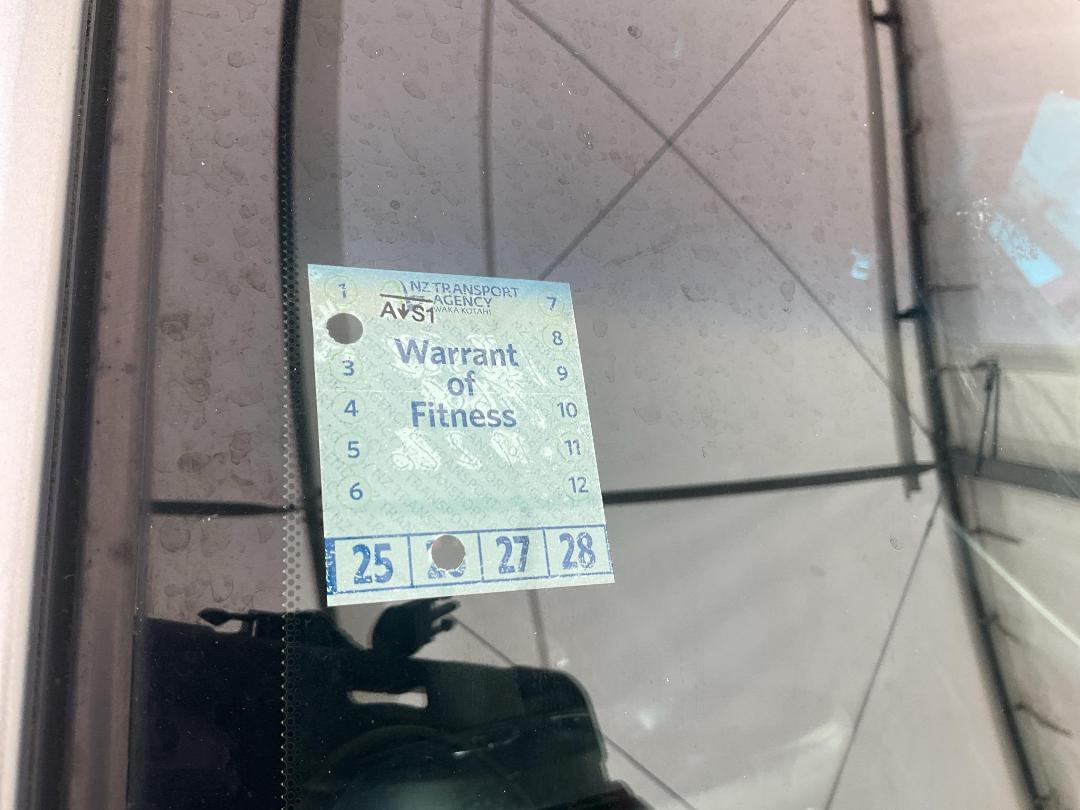 NZ TRANSPORT
AGENCY
WAKA KOTAHI
1
7
8
3
9
4
10
5
11
6
12
Warrant
of
Fitness
25
27
28